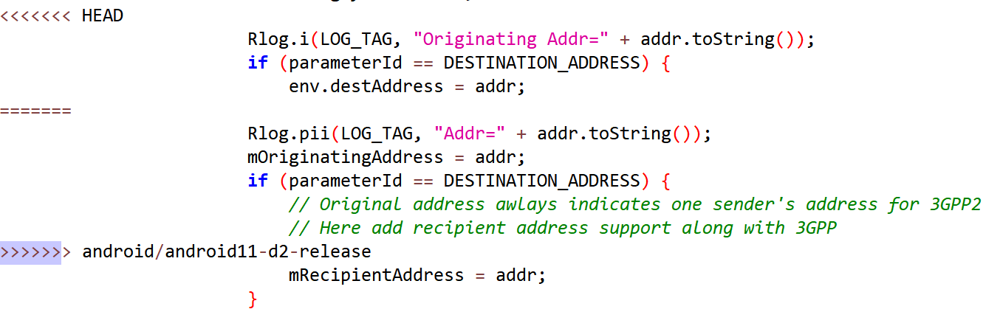 <<<<<<< HEAD
Rlog.i(LOG_TAG, "Originating Addr=" + addr.toString());
if (parameterId == DESTINATION_ADDRESS) {
env.destAddress = addr;
=======
Rlog.pii(LOG_TAG, "Addr=" + addr.toString());
mOriginatingAddress = addr;
if (parameterId == DESTINATION_ADDRESS) {
// Original address awlays indicates one sender's address for 3GPP2
// Here add recipient address support along with 3GPP
>>>>>>> android/android11-d2-release
mRecipientAddress = addr;
}